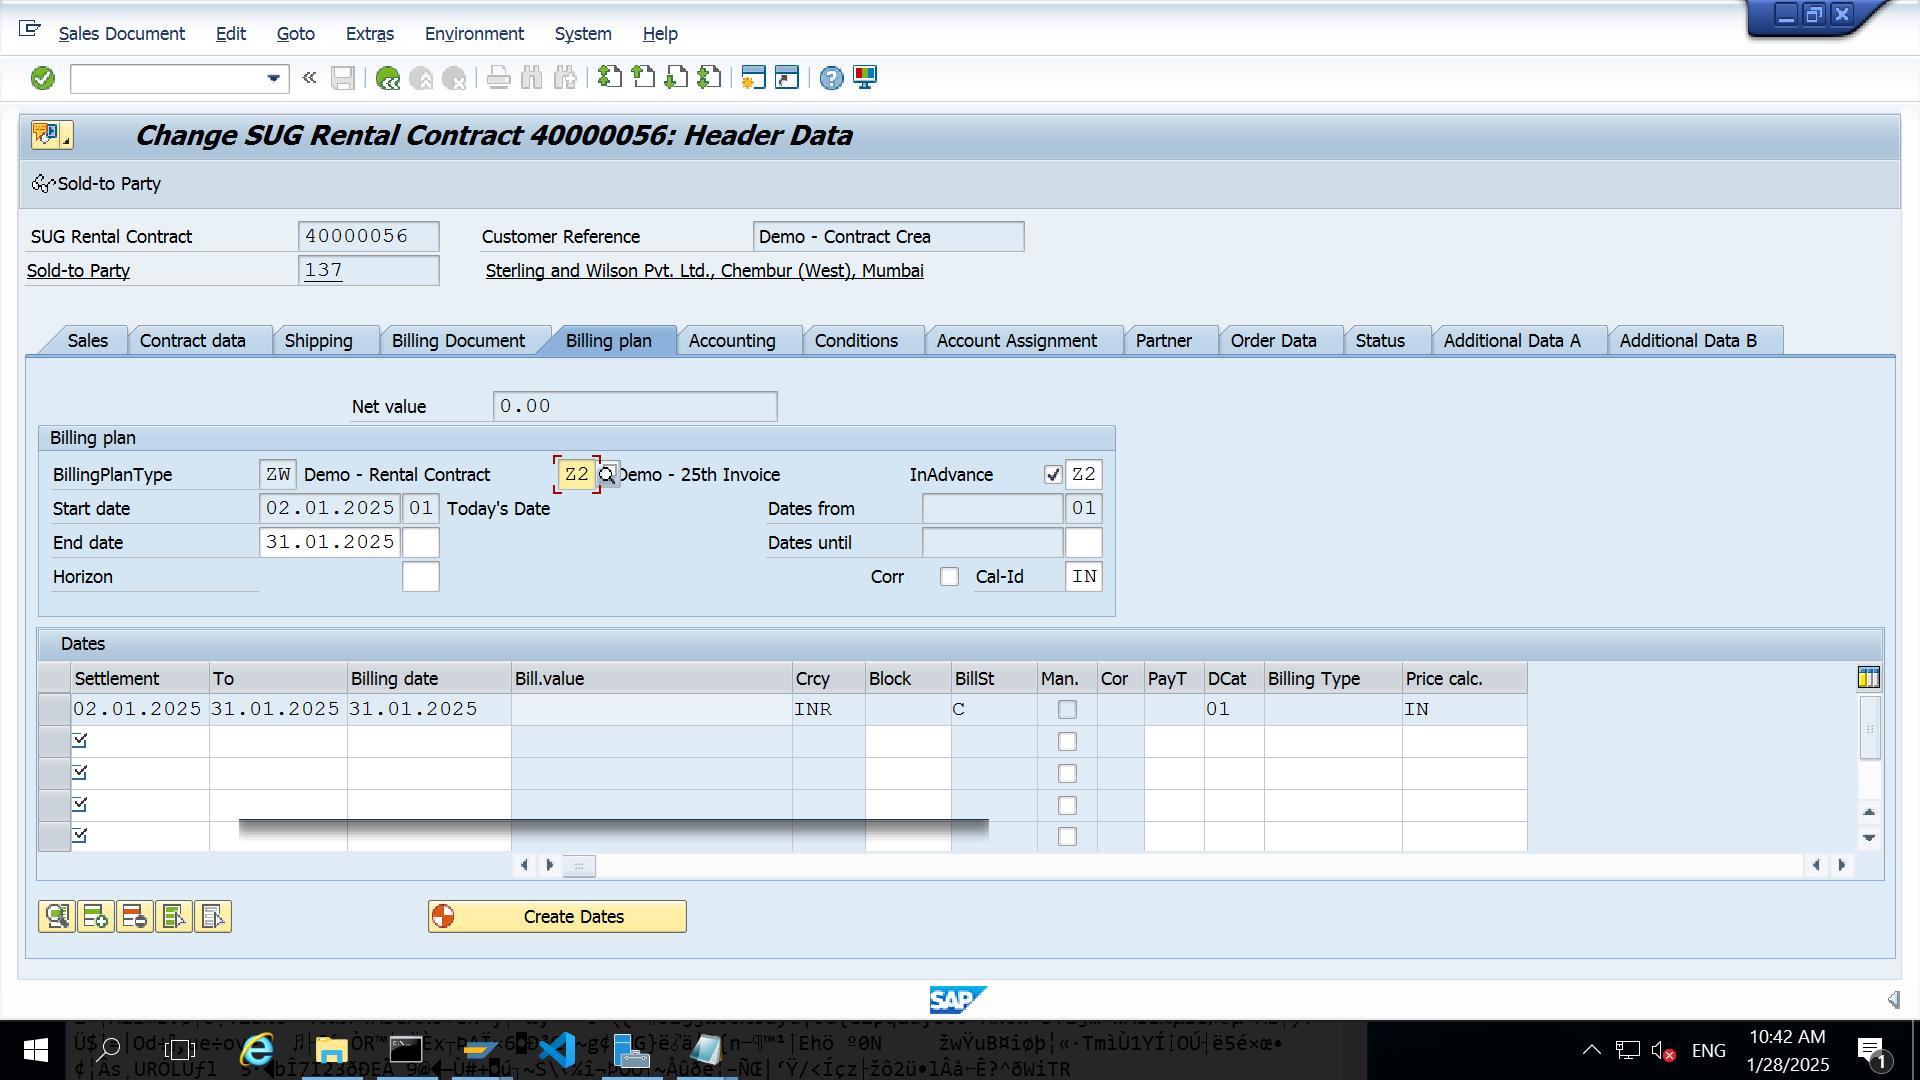 Sales Document Edit Goto Extras Environment System Help
Change SUG Rental Contract 40000056: Header Data
Sold-to Party
SUG Rental Contract 40000056 Customer Reference Demo - Contract Crea
Sold-to Party 137 Sterling and Wilson Pvt. Ltd., Chembur (West), Mumbai
Sales Contract data Shipping Billing Document Billing plan Accounting Conditions Account Assignment Partner Order Data Status Additional Data A Additional Data B
Net value 0.00
Billing plan
BillingPlanType ZW Demo - Rental Contract Z2 Demo - 25th Invoice InAdvance Z2
Start date 02.01.2025 01 Today's Date Dates from 01
End date 31.01.2025 Dates until
Horizon Corr Cal-Id IN
Dates
Settlement To Billing date Bill.value Crcy Block BillSt Man. Cor PayT DCat Billing Type Price calc.
02.01.2025 31.01.2025 31.01.2025 INR C 01 IN
Create Dates
SAP
ENG 10:42 AM
1/28/2025 1